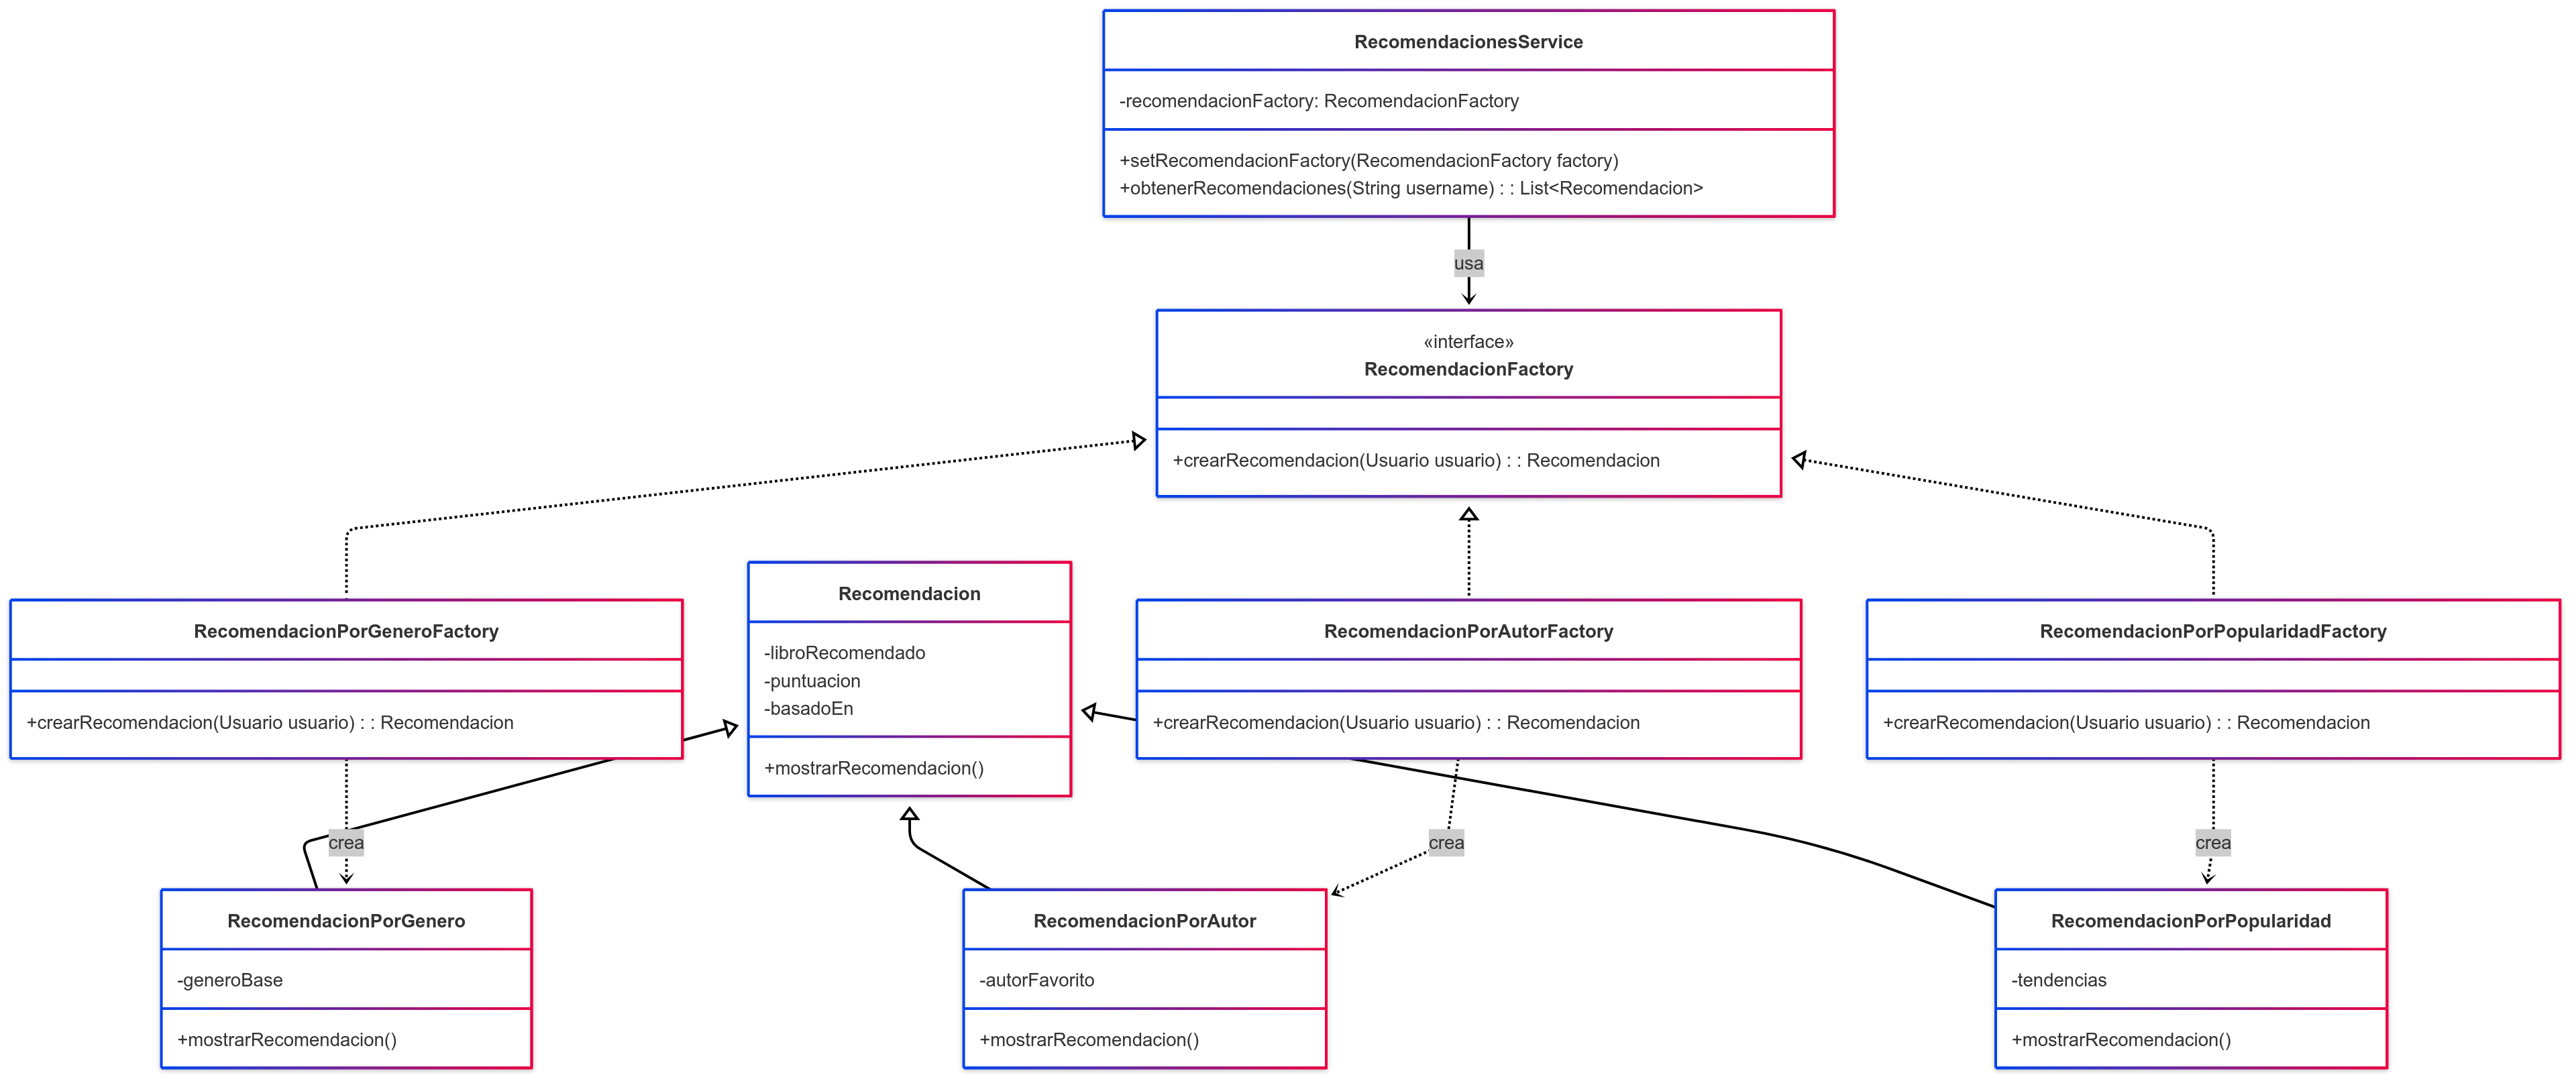 RecomendacionesService
-recomendacionFactory: RecomendacionFactory
+setRecomendacionFactory(RecomendacionFactory factory)
+obtenerRecomendaciones(String username) : : List<Recomendacion>
usa
«interface»
RecomendacionFactory
+crearRecomendacion(Usuario usuario) : : Recomendacion
RecomendacionPorGeneroFactory
+crearRecomendacion(Usuario usuario) : : Recomendacion
Recomendacion
-libroRecomendado
-puntuacion
-basadoEn
+mostrarRecomendacion()
RecomendacionPorAutorFactory
+crearRecomendacion(Usuario usuario) : : Recomendacion
RecomendacionPorPopularidadFactory
+crearRecomendacion(Usuario usuario) : : Recomendacion
crea
crea
crea
RecomendacionPorGenero
-generoBase
+mostrarRecomendacion()
RecomendacionPorAutor
-autorFavorito
+mostrarRecomendacion()
RecomendacionPorPopularidad
-tendencias
+mostrarRecomendacion()